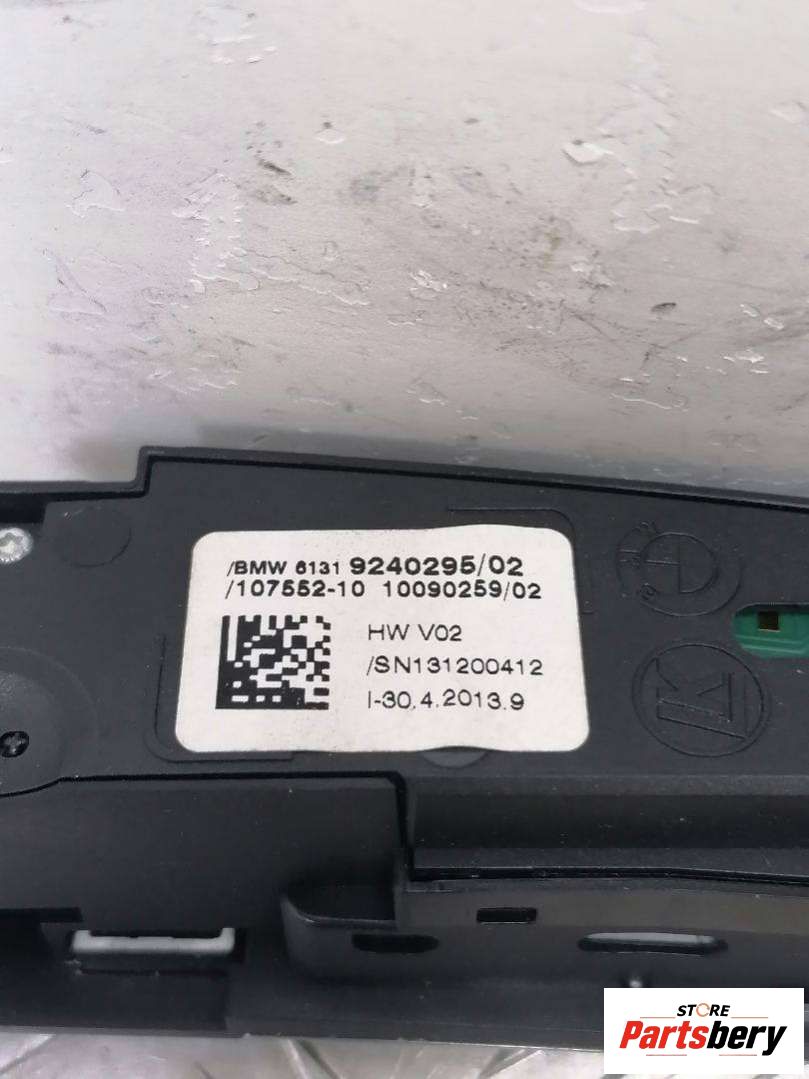 /BMW 6131 9240295/02
/107552-10 10090259/02
HW V02
/SN131200412
I-30.4.2013.9
STORE
Partsbery